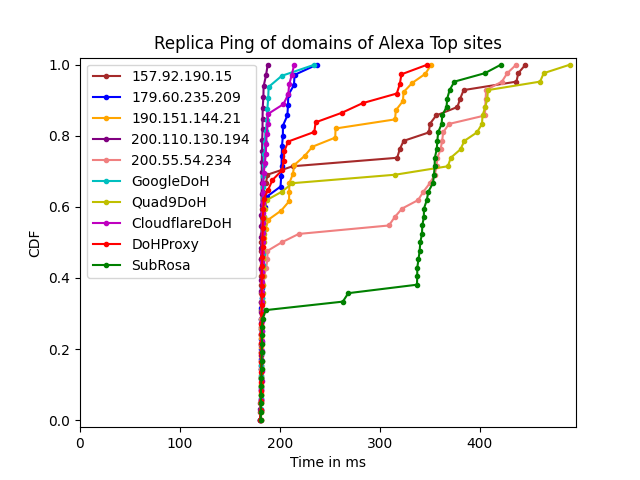 Replica Ping of domains of Alexa Top sites
1.0
0.8
0.6
0.4
0.2
0.0
CDF
157.92.190.15
179.60.235.209
190.151.144.21
200.110.130.194
200.55.54.234
GoogleDoH
Quad9DoH
CloudflareDoH
DoHProxy
SubRosa
0 100 200 300 400
Time in ms